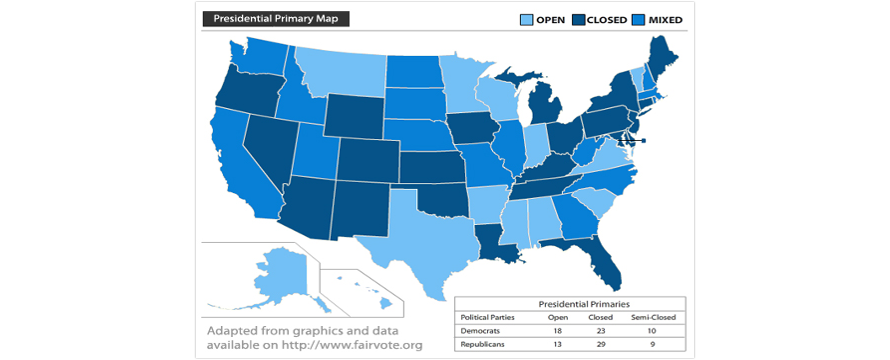 Presidential Primary Map
OPEN CLOSED MIXED
Presidential Primaries
Political Parties Open Closed Semi-Closed
Democrats 18 23 10
Republicans 13 29 9
Adapted from graphics and data
available on http://www.fairvote.org